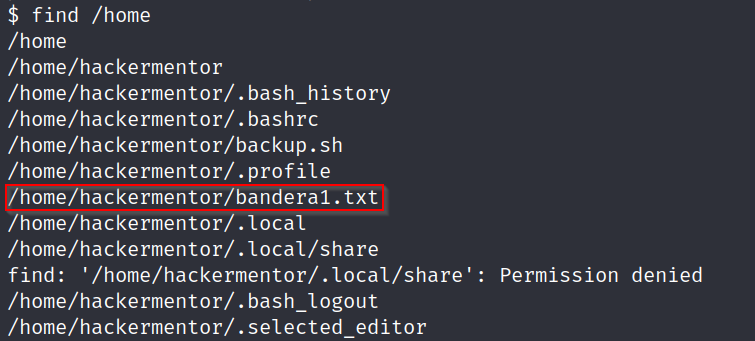 $ find /home
/home
/home/hackermentor
/home/hackermentor/.bash_history
/home/hackermentor/.bashrc
/home/hackermentor/backup.sh
/home/hackermentor/.profile
/home/hackermentor/bandera1.txt
/home/hackermentor/.local
/home/hackermentor/.local/share
find: '/home/hackermentor/.local/share': Permission denied
/home/hackermentor/.bash_logout
/home/hackermentor/.selected_editor